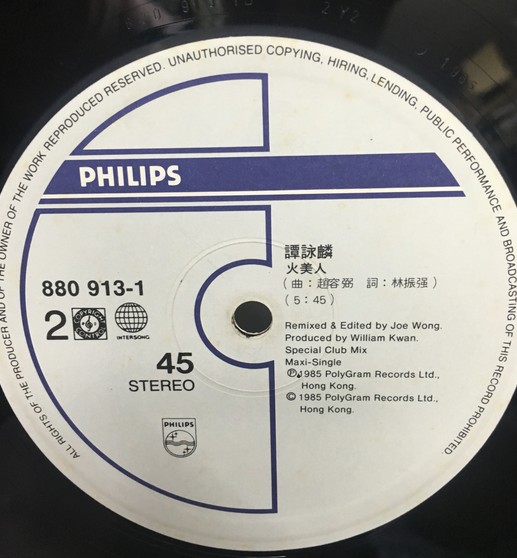 ALL RIGHTS OF THE PRODUCER AND OF THE OWNER OF THE WORK REPRODUCED RESERVED. UNAUTHORISED COPYING, HIRING, LENDING, PUBLIC PERFORMANCE AND BROADCASTING OF THIS RECORD PROHIBITED.
PHILIPS
880 913-1
2
COPYRIGHT CONTROL
INTERSONG
45
STEREO
PHILIPS
譚詠麟
火美人
(曲:趙容弼 詞:林振强)
(5:45)
Remixed & Edited by Joe Wong.
Produced by William Kwan.
Special Club Mix
Maxi-Single
℗1985 PolyGram Records Ltd.,
Hong Kong.
© 1985 PolyGram Records Ltd.,
Hong Kong.